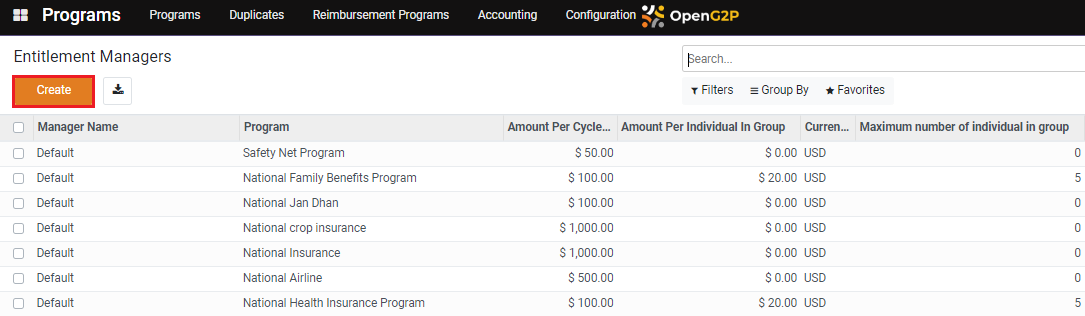 Programs Programs Duplicates Reimbursement Programs Accounting Configuration OpenG2P
Entitlement Managers
Search...
Create
Filters Group By Favorites
Manager Name Program Amount Per Cycle... Amount Per Individual In Group Curren... Maximum number of individual in group
Default Safety Net Program $ 50.00 $ 0.00 USD 0
Default National Family Benefits Program $ 100.00 $ 20.00 USD 5
Default National Jan Dhan $ 100.00 $ 0.00 USD 0
Default National crop insurance $ 1,000.00 $ 0.00 USD 0
Default National Insurance $ 1,000.00 $ 0.00 USD 0
Default National Airline $ 500.00 $ 0.00 USD 0
Default National Health Insurance Program $ 100.00 $ 20.00 USD 5